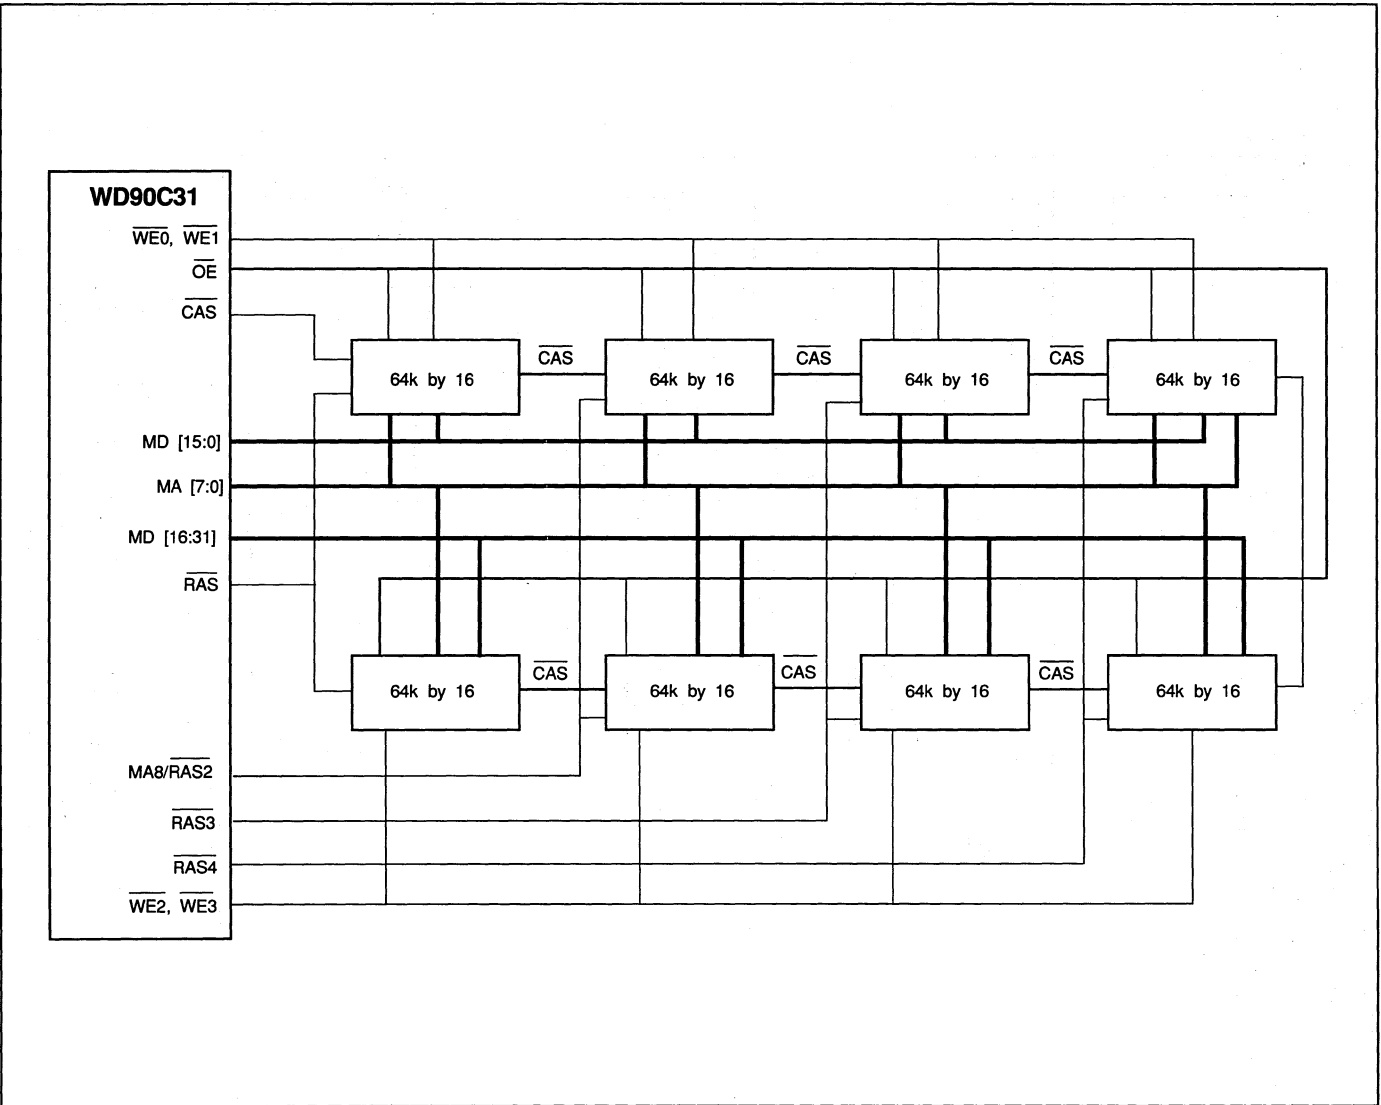 WD90C31
WE0, WE1
OE
CAS
CAS
CAS
CAS
64k by 16
64k by 16
64k by 16
64k by 16
MD [15:0]
MA [7:0]
MD [16:31]
RAS
CAS
CAS
CAS
64k by 16
64k by 16
64k by 16
64k by 16
MA8/RAS2
RAS3
RAS4
WE2, WE3